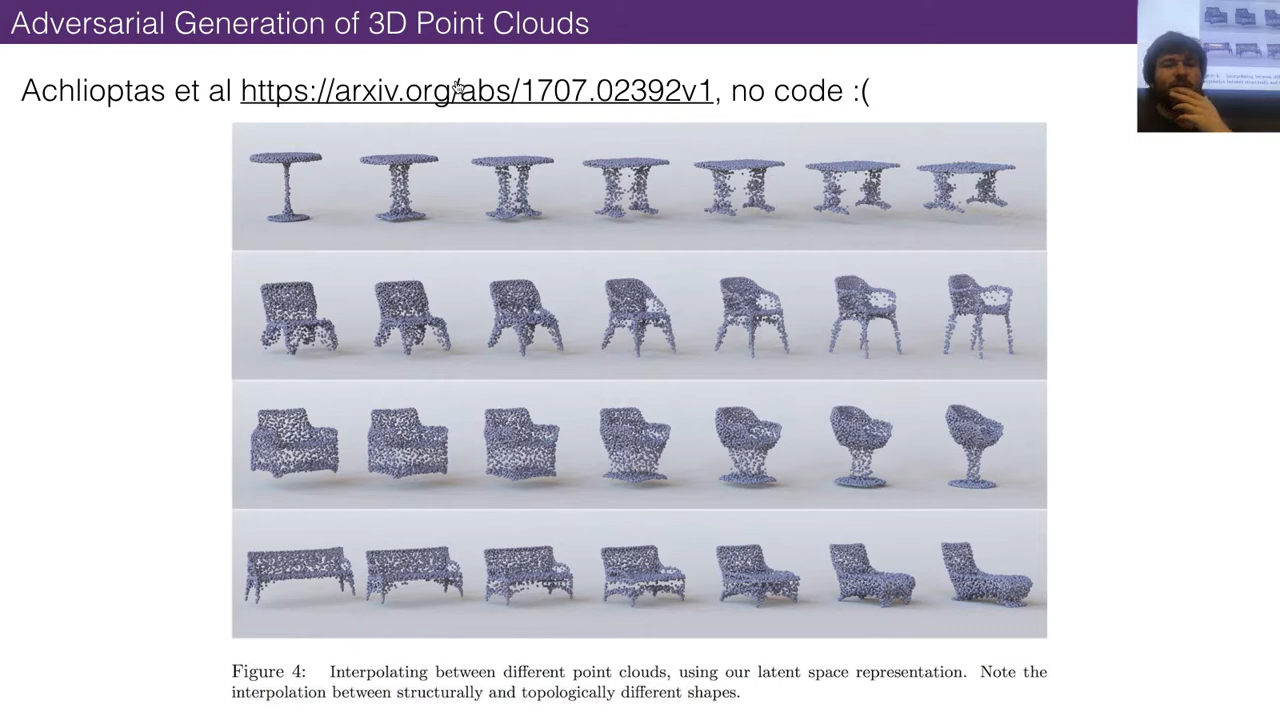 Adversarial Generation of 3D Point Clouds
Achlioptas et al https://arxiv.org/abs/1707.02392v1, no code :(
Figure 4: Interpolating between different point clouds, using our latent space representation. Note the
interpolation between structurally and topologically different shapes.